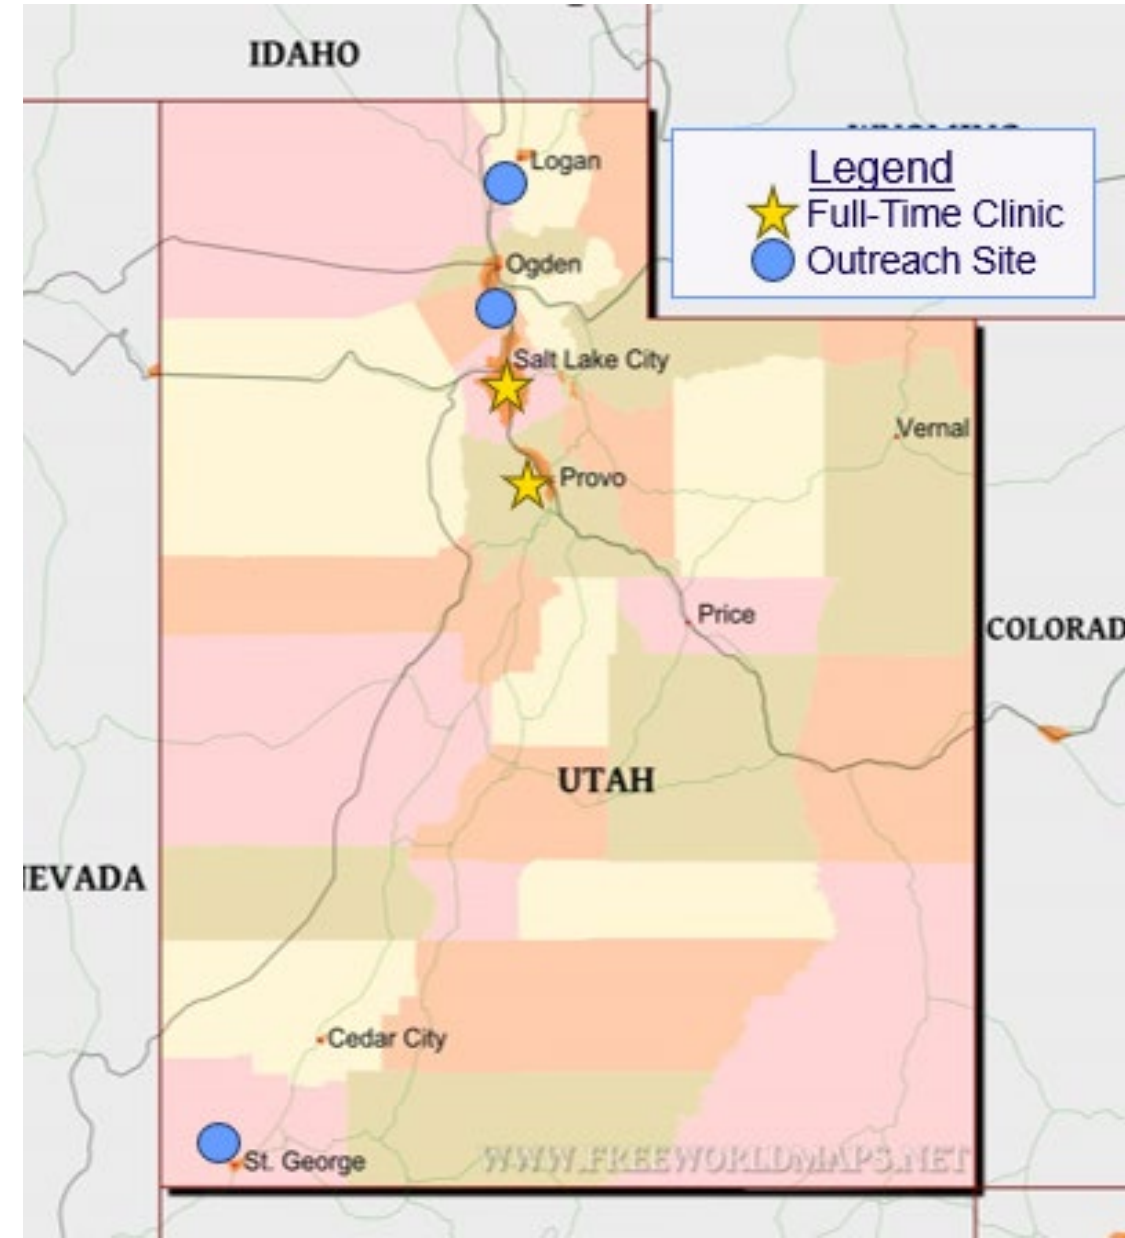 IDAHO
Legend
Full-Time Clinic
Outreach Site
Logan
Ogden
Salt Lake City
Vernal
Provo
Price
COLORAD
UTAH
EVADA
Cedar City
St. George
WWW.FREEWORLDMAPS.NET